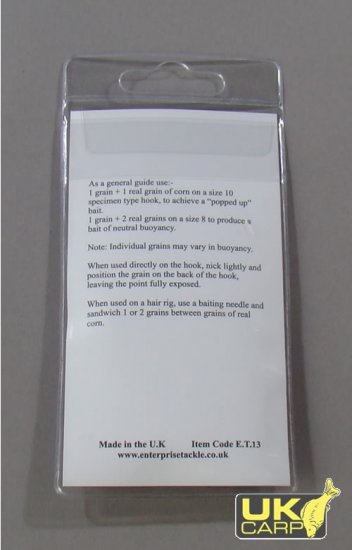 As a general guide use:-
1 grain + 1 real grain of corn on a size 10
specimen type hook, to achieve a "popped up"
bait.
1 grain + 2 real grains on a size 8 to produce a
bait of neutral buoyancy.
Note: Individual grains may vary in buoyancy.
When used directly on the hook, nick lightly and
position the grain on the back of the hook,
leaving the point fully exposed.
When used on a hair rig, use a baiting needle and
sandwich 1 or 2 grains between grains of real
corn.
Made in the U.K Item Code E.T.13
www.enterprisetackle.co.uk
UK
CARP